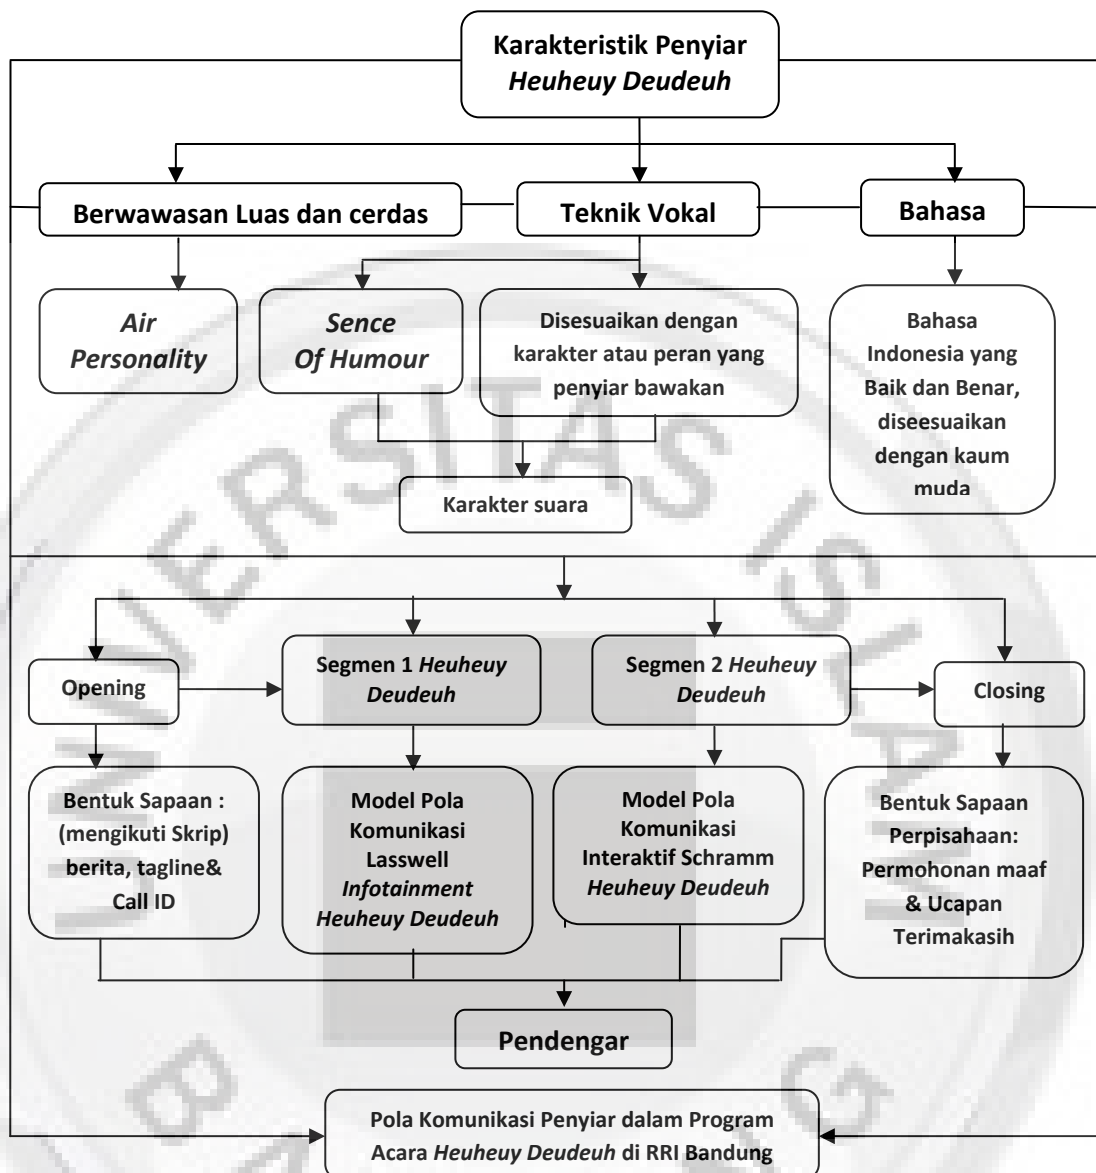 Karakteristik Penyiar
Heuheuy Deudeuh
Berwawasan Luas dan cerdas
Teknik Vokal
Bahasa
Air
Personality
Sence
Of Humour
Disesuaikan dengan
karakter atau peran yang
penyiar bawakan
Bahasa
Indonesia yang
Baik dan Benar,
diseesuaikan
dengan kaum
muda
Karakter suara
Opening
Segmen 1 Heuheuy
Deudeuh
Segmen 2 Heuheuy
Deudeuh
Closing
Bentuk Sapaan :
(mengikuti Skrip)
berita, tagline&
Call ID
Model Pola
Komunikasi
Lasswell
Infotainment
Heuheuy Deudeuh
Model Pola
Komunikasi
Interaktif Schramm
Heuheuy Deudeuh
Bentuk Sapaan
Perpisahaan:
Permohonan maaf
& Ucapan
Terimakasih
Pendengar
Pola Komunikasi Penyiar dalam Program
Acara Heuheuy Deudeuh di RRI Bandung
UNIVERSITAS ISLAM